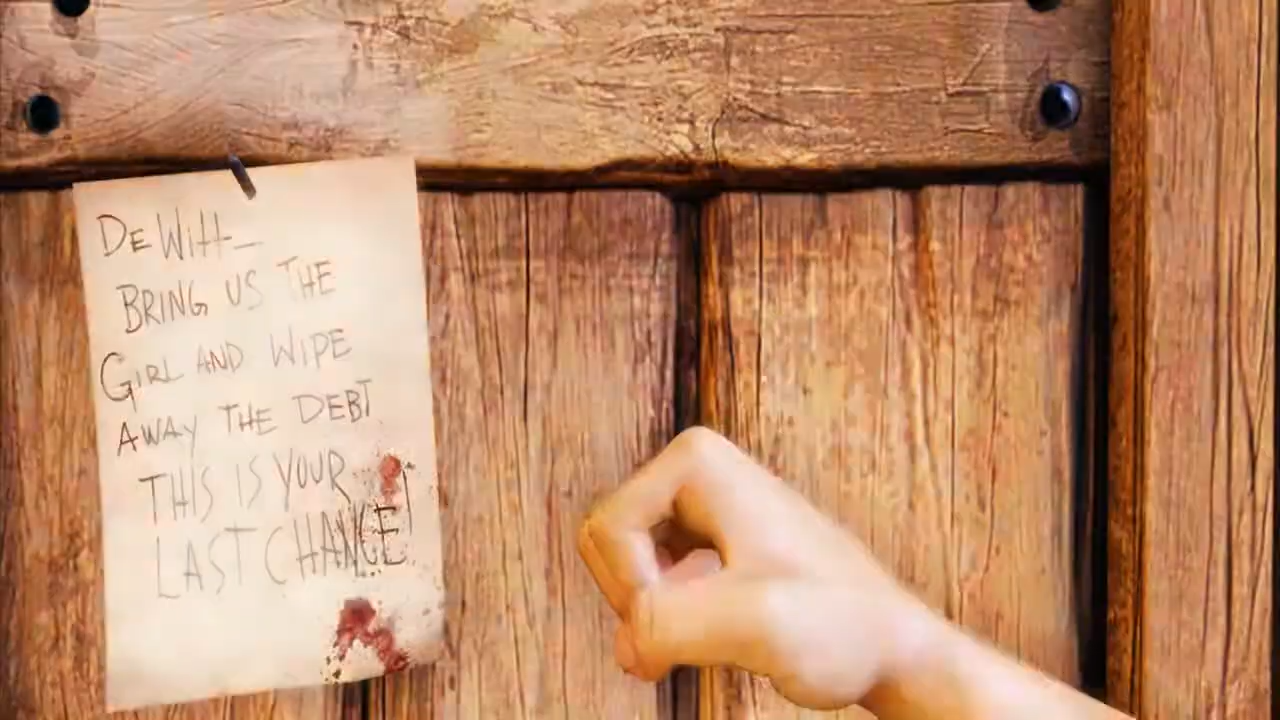 DEWitt—
BRING US THE
GIRL AND WIPE
AWAY THE DEBT
THIS IS YOUR
LAST CHANCE!